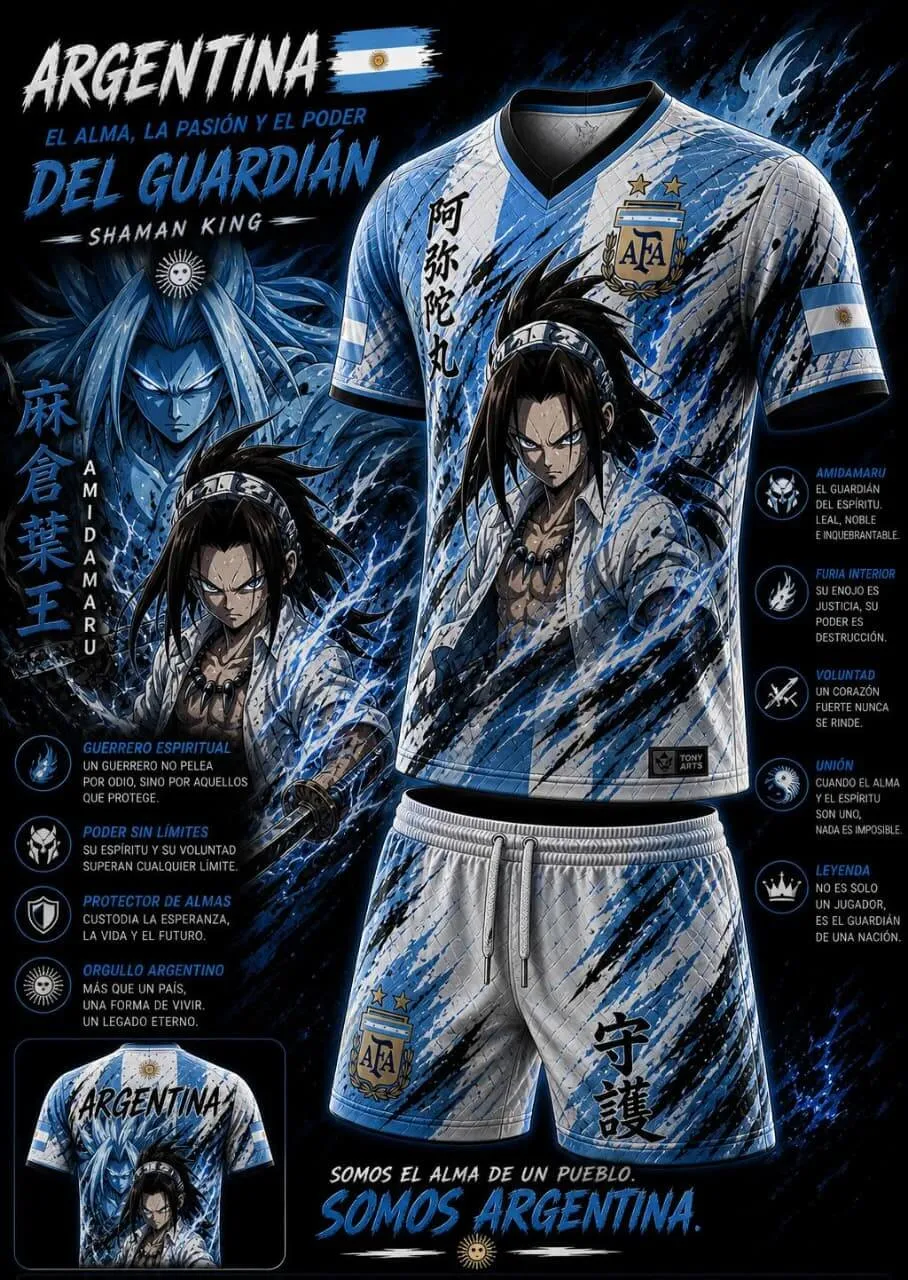 ARGENTINA
EL ALMA, LA PASIÓN Y EL PODER
DEL GUARDIÁN
SHAMAN KING
阿弥陀丸
AFA
麻倉葉王
AMIDAMARU
GUERRERO ESPIRITUAL
UN GUERRERO NO PELEA
POR ODIO, SINO POR AQUELLOS
QUE PROTEGE.
PODER SIN LÍMITES
SU ESPÍRITU Y SU VOLUNTAD
SUPERAN CUALQUIER LÍMITE.
PROTECTOR DE ALMAS
CUSTODIA LA ESPERANZA,
LA VIDA Y EL FUTURO.
ORGULLO ARGENTINO
MÁS QUE UN PAÍS,
UNA FORMA DE VIVIR.
UN LEGADO ETERNO.
AMIDAMARU
EL GUARDIÁN
DEL ESPÍRITU.
LEAL, NOBLE
E INQUEBRANTABLE.
FURIA INTERIOR
SU ENOJO ES
JUSTICIA, SU
PODER ES
DESTRUCCIÓN.
VOLUNTAD
UN CORAZÓN
FUERTE NUNCA
SE RINDE.
UNIÓN
CUANDO EL ALMA
Y EL ESPÍRITU
SON UNO,
NADA ES IMPOSIBLE.
LEYENDA
NO ES SOLO
UN JUGADOR,
ES EL GUARDIÁN
DE UNA NACIÓN.
TONY
ARTS
AFA
守護
ARGENTINA
SOMOS EL ALMA DE UN PUEBLO.
SOMOS ARGENTINA.